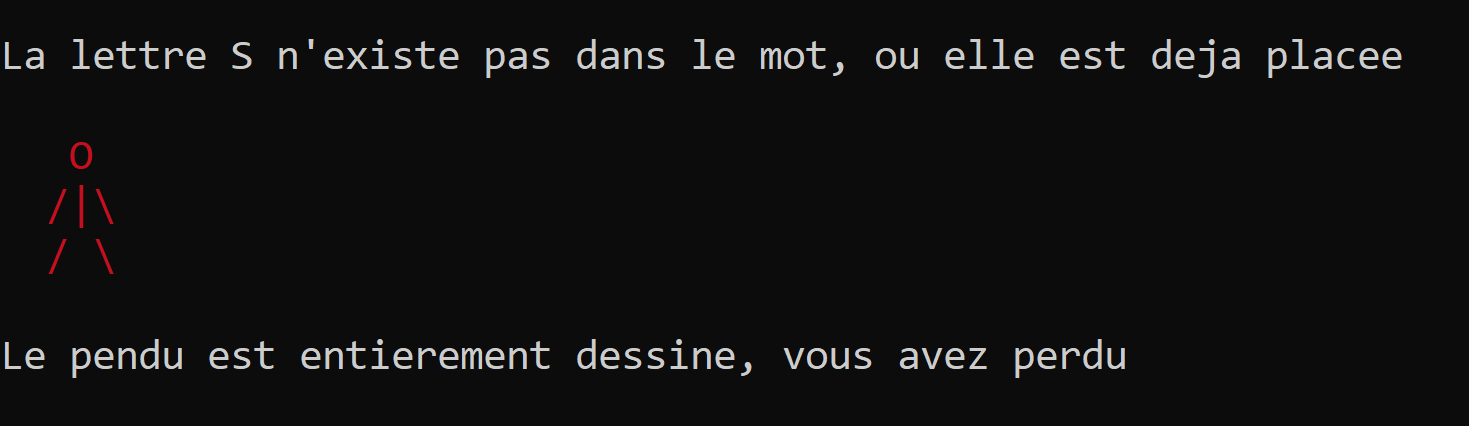 La lettre S n'existe pas dans le mot, ou elle est deja placee
O
/|\
/ \
Le pendu est entierement dessine, vous avez perdu